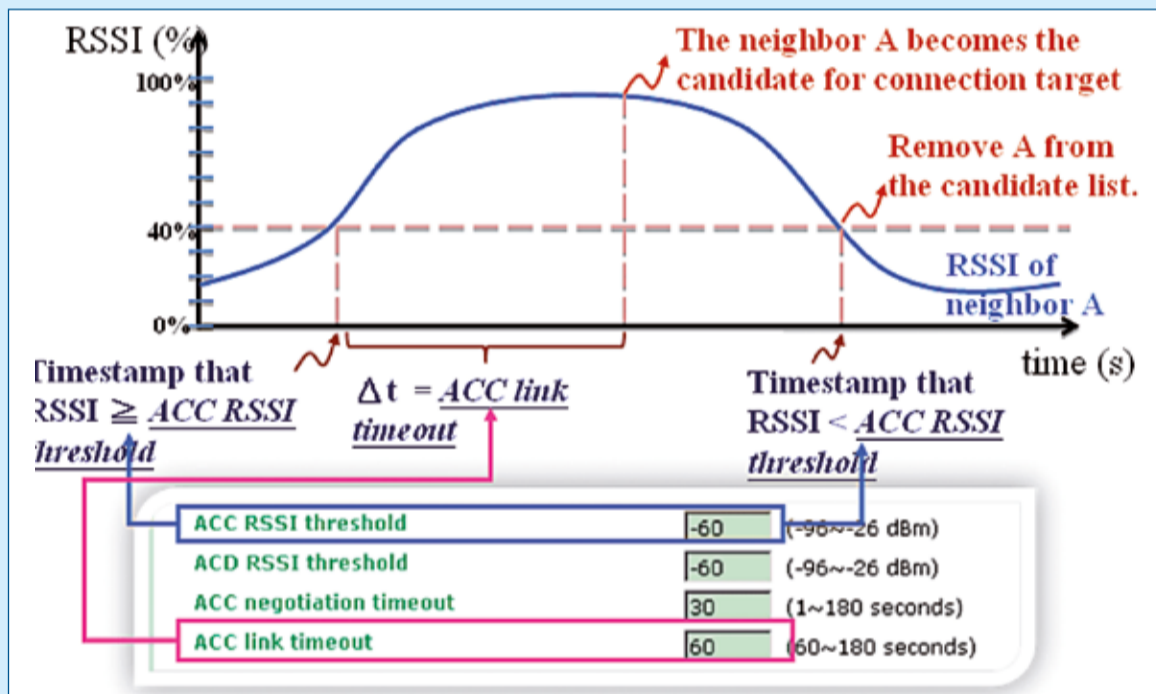 RSSI (%)
100%
40%
0%
The neighbor A becomes the
candidate for connection target
Remove A from
the candidate list.
RSSI of
neighbor A
time (s)
Timestamp that
RSSI ≧ ACC RSSI
threshold
Δt = ACC link
timeout
Timestamp that
RSSI < ACC RSSI
threshold
ACC RSSI threshold -60 (-96~-26 dBm)
ACD RSSI threshold -60 (-96~-26 dBm)
ACC negotiation timeout 30 (1~180 seconds)
ACC link timeout 60 (60~180 seconds)